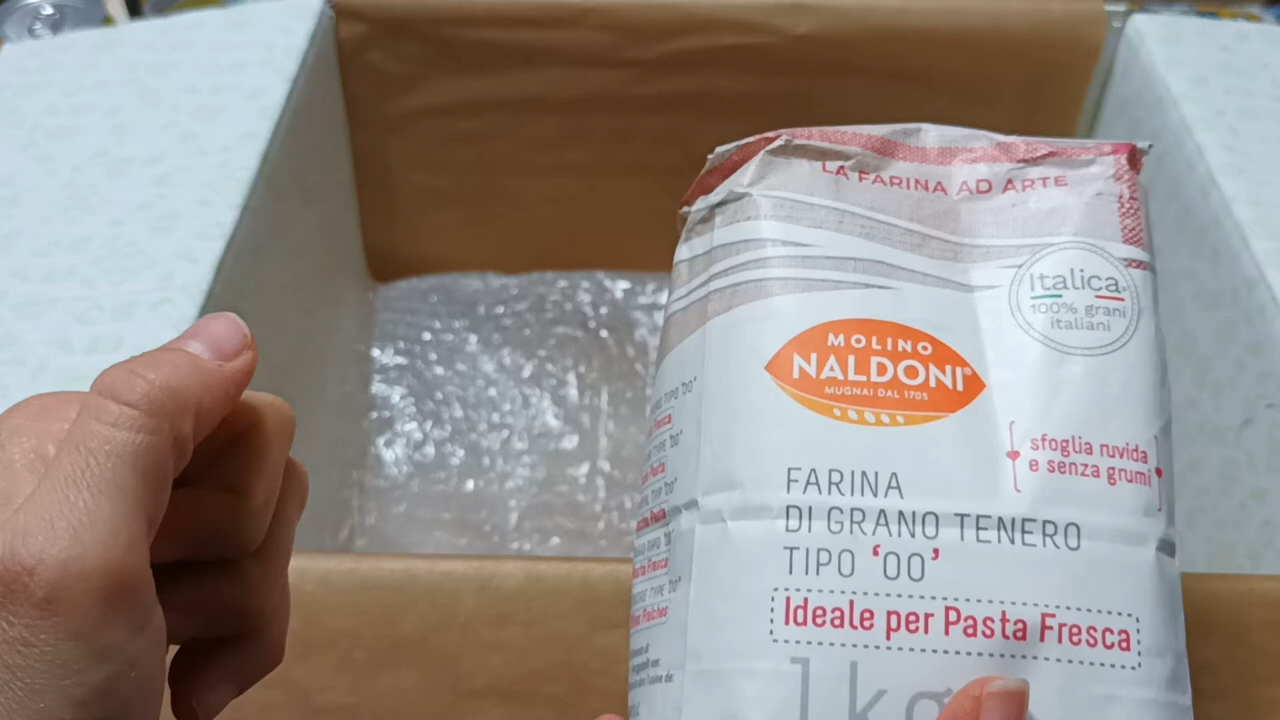 LA FARINA AD ARTE
Italica
100% grani
italiani
MOLINO
NALDONI®
MUGNAI DAL 1705
sfoglia ruvida
e senza grumi
FARINA
DI GRANO TENERO
TIPO ‘00’
Ideale per Pasta Fresca
1kg